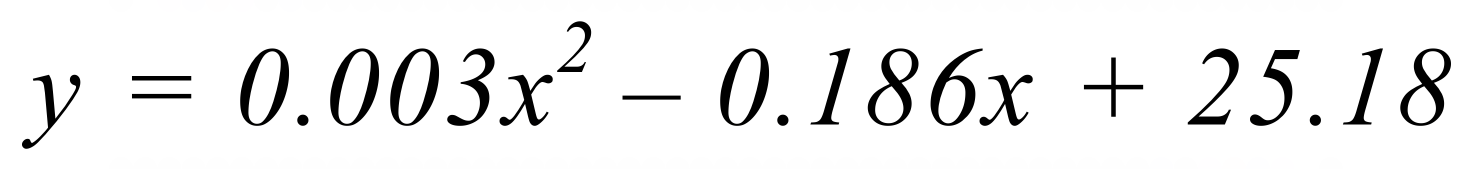 y = 0.003x² − 0.186x + 25.18